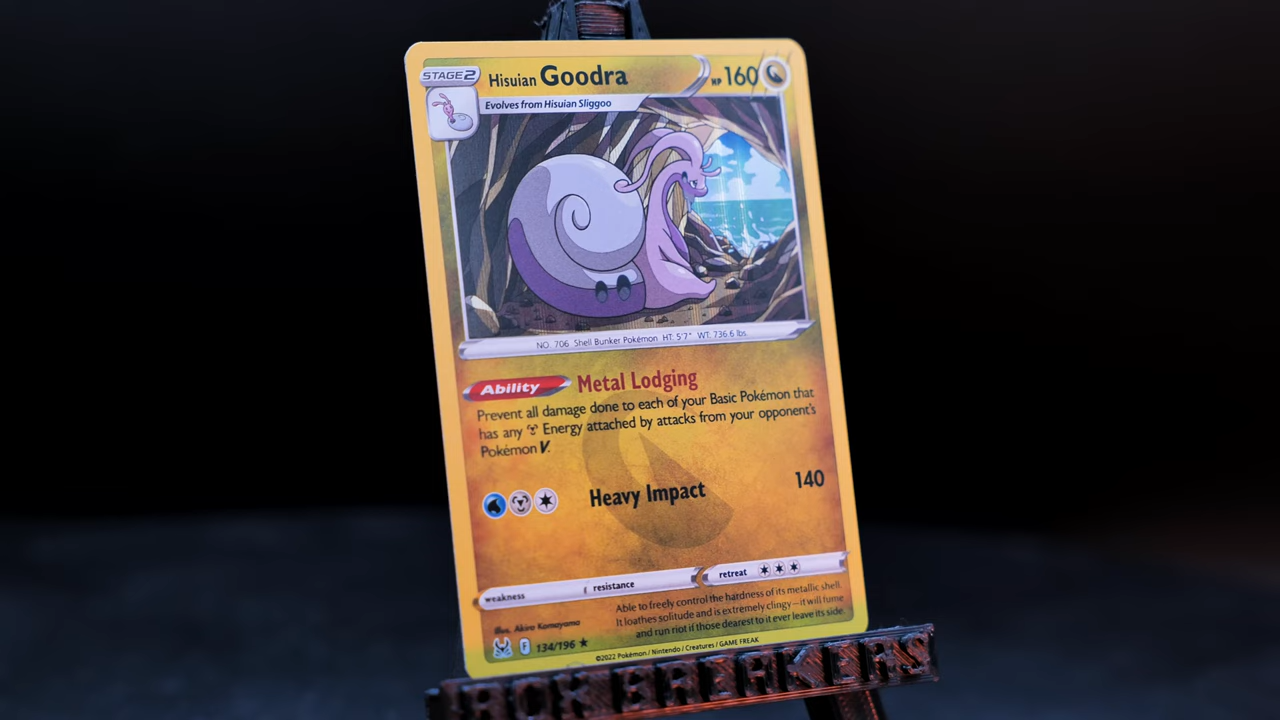 STAGE2
Hisuian Goodra
HP 160
Evolves from Hisuian Sliggoo
NO. 706 Shell Bunker Pokémon HT: 5'7" WT: 736.6 lbs.
Ability Metal Lodging
Prevent all damage done to each of your Basic Pokémon that
has any Energy attached by attacks from your opponent's
Pokémon V.
Heavy Impact 140
weakness resistance retreat
Able to freely control the hardness of its metallic shell.
It loathes solitude and is extremely clingy—it will fume
and run riot if those dearest to it ever leave its side.
Illus. Akira Komayama
F 134/196 ★
©2022 Pokémon / Nintendo / Creatures / GAME FREAK
BREAKERS